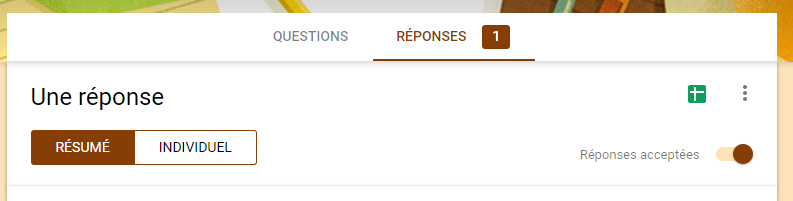 QUESTIONS RÉPONSES 1
Une réponse
RÉSUMÉ INDIVIDUEL
Réponses acceptées